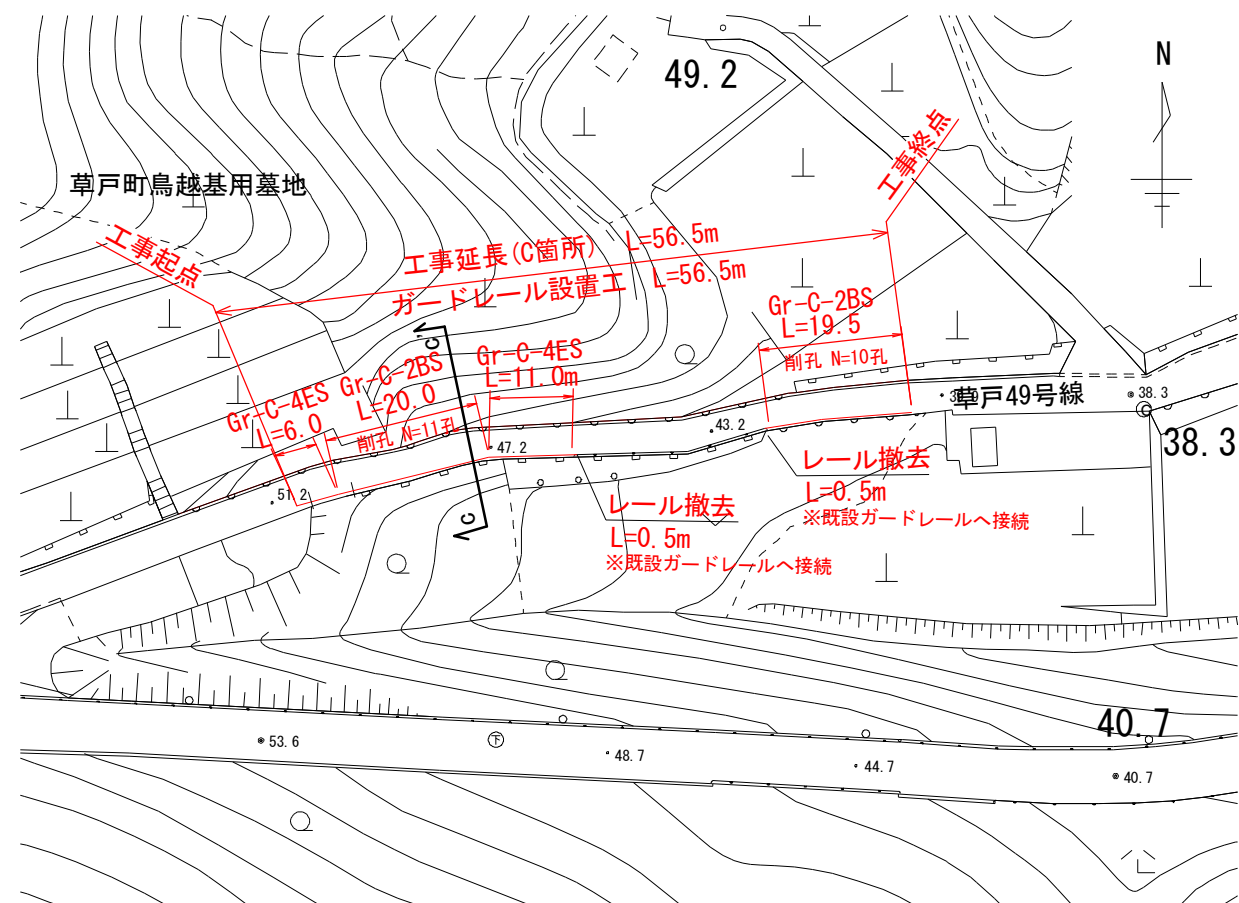 49.2
N
草戸町鳥越基用墓地
工事起点
工事終点
工事延長(C箇所) L=56.5m
ガードレール設置工 L=56.5m
Gr-C-2BS
L=19.5
削孔 N=10孔
C
Gr-C-4ES
L=11.0m
Gr-C-2BS
L=20.0
削孔 N=11孔
Gr-C-4ES
L=6.0
草戸49号線
38.3
38.3
43.2
47.2
51.2
C
レール撤去
L=0.5m
※既設ガードレールへ接続
レール撤去
L=0.5m
※既設ガードレールへ接続
40.7
53.6
下
48.7
44.7
40.7